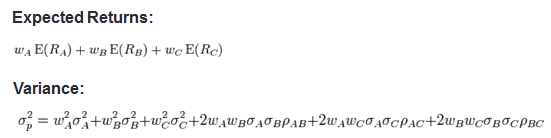 Expected Returns:
w_A E(R_A) + w_B E(R_B) + w_C E(R_C)
Variance:
σ_p^2 = w_A^2σ_A^2+w_B^2σ_B^2+w_C^2σ_C^2+2w_Aw_Bσ_Aσ_Bρ_AB+2w_Aw_Cσ_Aσ_Cρ_AC+2w_Bw_Cσ_Bσ_Cρ_BC